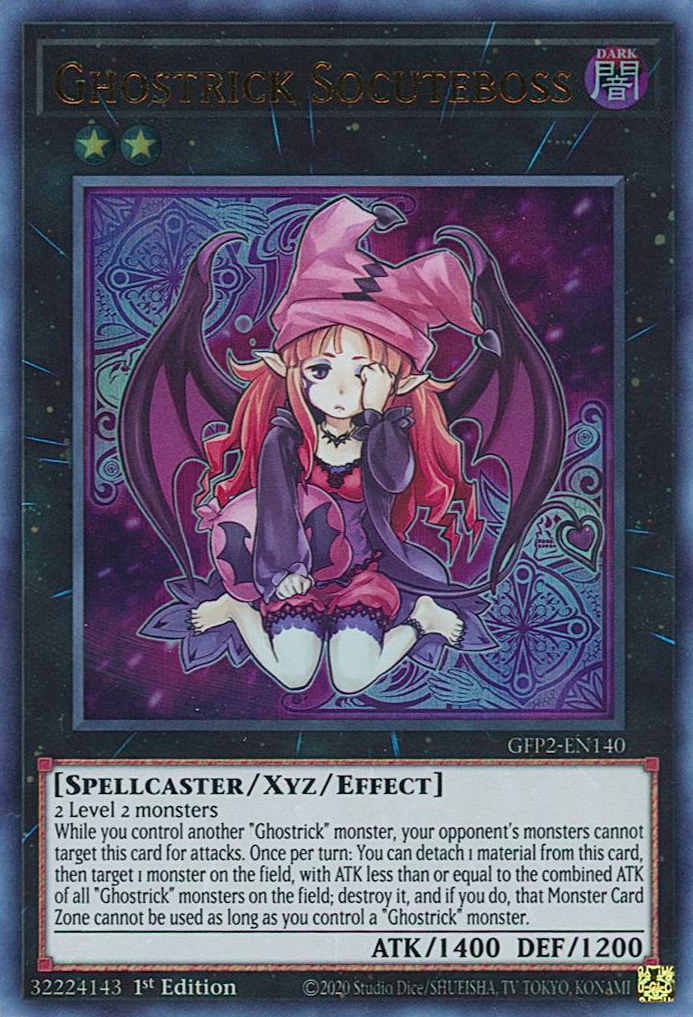 Ghostrick Socuteboss
DARK
闇
GFP2-EN140
[Spellcaster/Xyz/Effect]
2 Level 2 monsters
While you control another "Ghostrick" monster, your opponent's monsters cannot
target this card for attacks. Once per turn: You can detach 1 material from this card,
then target 1 monster on the field, with ATK less than or equal to the combined ATK
of all "Ghostrick" monsters on the field; destroy it, and if you do, that Monster Card
Zone cannot be used as long as you control a "Ghostrick" monster.
ATK/1400 DEF/1200
32224143 1st Edition ©2020 Studio Dice/SHUEISHA, TV TOKYO, KONAMI